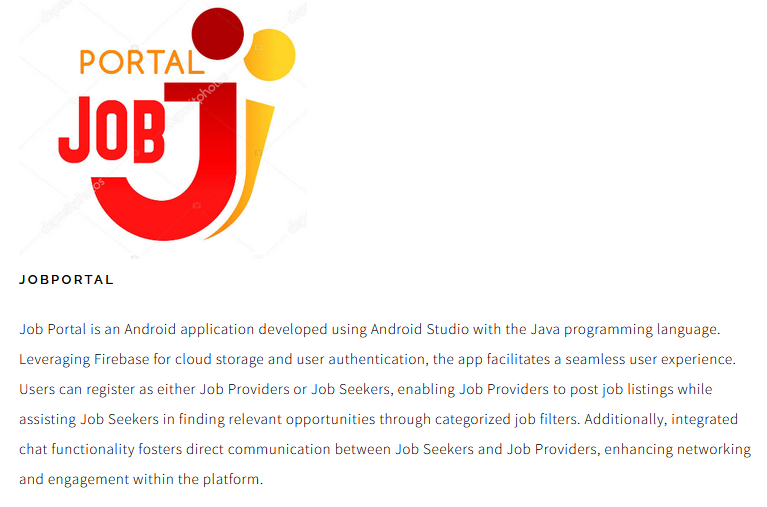 PORTAL
JOB
depositphotos
JOBPORTAL
Job Portal is an Android application developed using Android Studio with the Java programming language.
Leveraging Firebase for cloud storage and user authentication, the app facilitates a seamless user experience.
Users can register as either Job Providers or Job Seekers, enabling Job Providers to post job listings while
assisting Job Seekers in finding relevant opportunities through categorized job filters. Additionally, integrated
chat functionality fosters direct communication between Job Seekers and Job Providers, enhancing networking
and engagement within the platform.